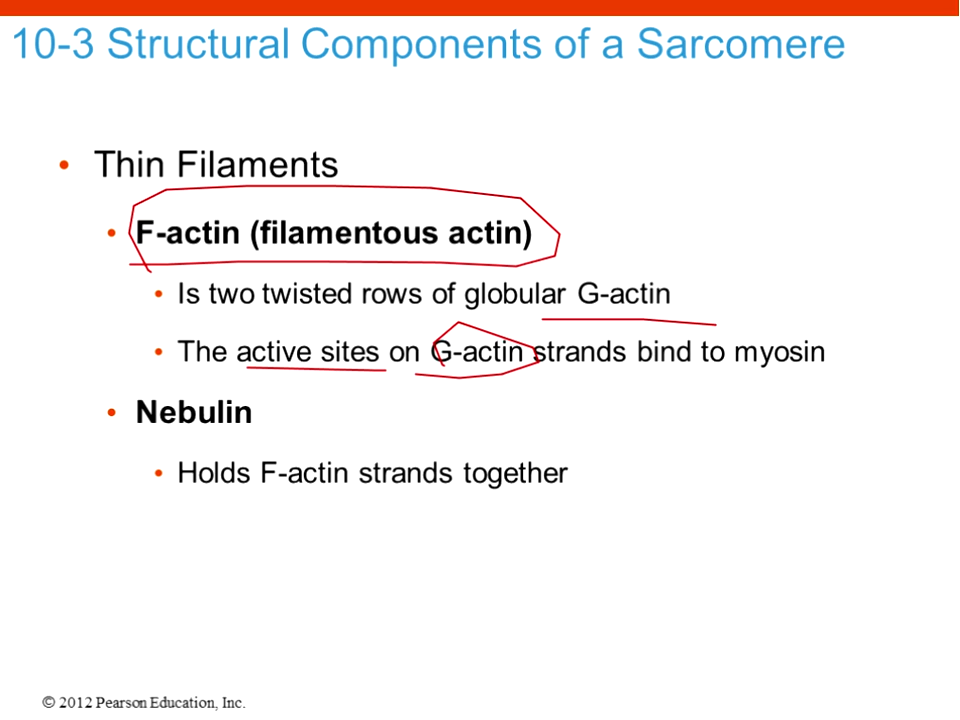 10-3 Structural Components of a Sarcomere
• Thin Filaments
• F-actin (filamentous actin)
• Is two twisted rows of globular G-actin
• The active sites on G-actin strands bind to myosin
• Nebulin
• Holds F-actin strands together
© 2012 Pearson Education, Inc.